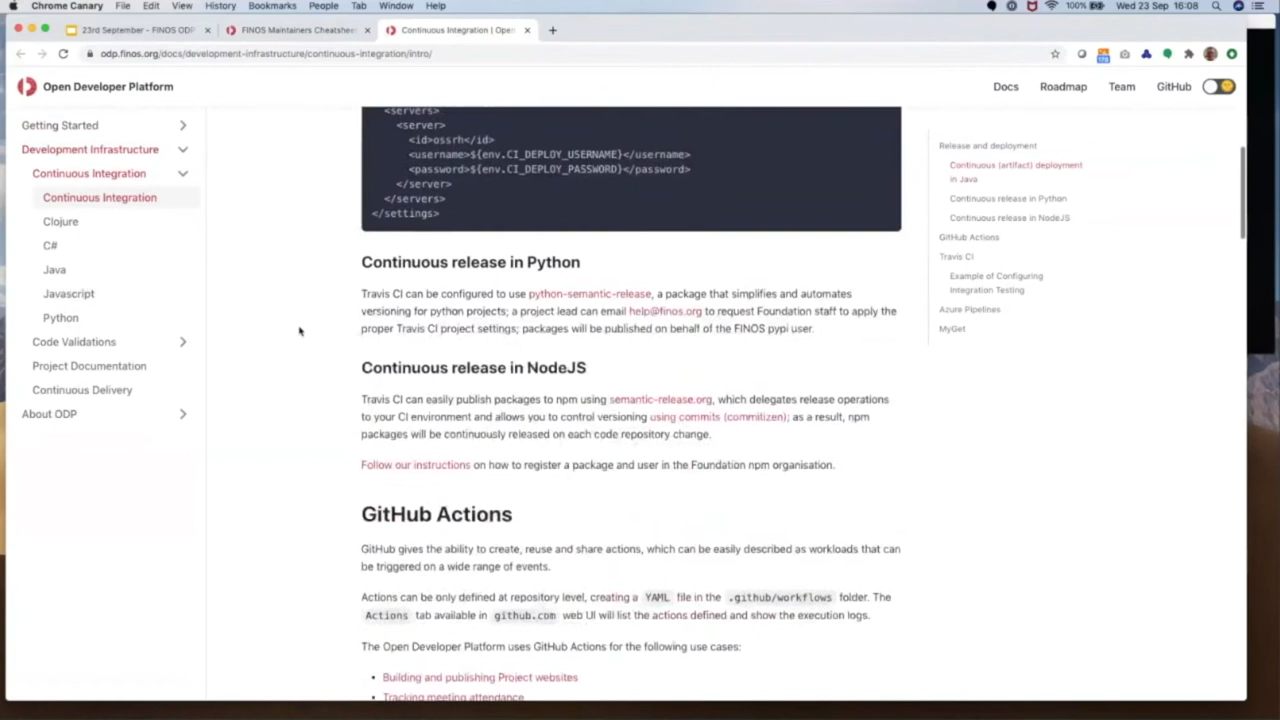 Chrome Canary File Edit View History Bookmarks People Tab Window Help
100% Wed 23 Sep 16:08
23rd September - FINOS ODP
FINOS Maintainers Cheatshee
Continuous Integration | Open
odp.finos.org/docs/development-infrastructure/continuous-integration/intro/
Open Developer Platform
Docs Roadmap Team GitHub
Getting Started
Development Infrastructure
Continuous Integration
Continuous Integration
Clojure
C#
Java
Javascript
Python
Code Validations
Project Documentation
Continuous Delivery
About ODP
<servers>
<server>
<id>ossrh</id>
<username>${env.CI_DEPLOY_USERNAME}</username>
<password>${env.CI_DEPLOY_PASSWORD}</password>
</server>
</servers>
</settings>
Continuous release in Python
Travis CI can be configured to use python-semantic-release, a package that simplifies and automates
versioning for python projects; a project lead can email help@finos.org to request Foundation staff to apply the
proper Travis CI project settings; packages will be published on behalf of the FINOS pypi user.
Continuous release in NodeJS
Travis CI can easily publish packages to npm using semantic-release.org, which delegates release operations
to your CI environment and allows you to control versioning using commits (commitizen); as a result, npm
packages will be continuously released on each code repository change.
Follow our instructions on how to register a package and user in the Foundation npm organisation.
GitHub Actions
GitHub gives the ability to create, reuse and share actions, which can be easily described as workloads that can
be triggered on a wide range of events.
Actions can be only defined at repository level, creating a YAML file in the .github/workflows folder. The
Actions tab available in github.com web UI will list the actions defined and show the execution logs.
The Open Developer Platform uses GitHub Actions for the following use cases:
• Building and publishing Project websites
• Tracking meeting attendance
Release and deployment
Continuous (artifact) deployment
in Java
Continuous release in Python
Continuous release in NodeJS
GitHub Actions
Travis CI
Example of Configuring
Integration Testing
Azure Pipelines
MyGet